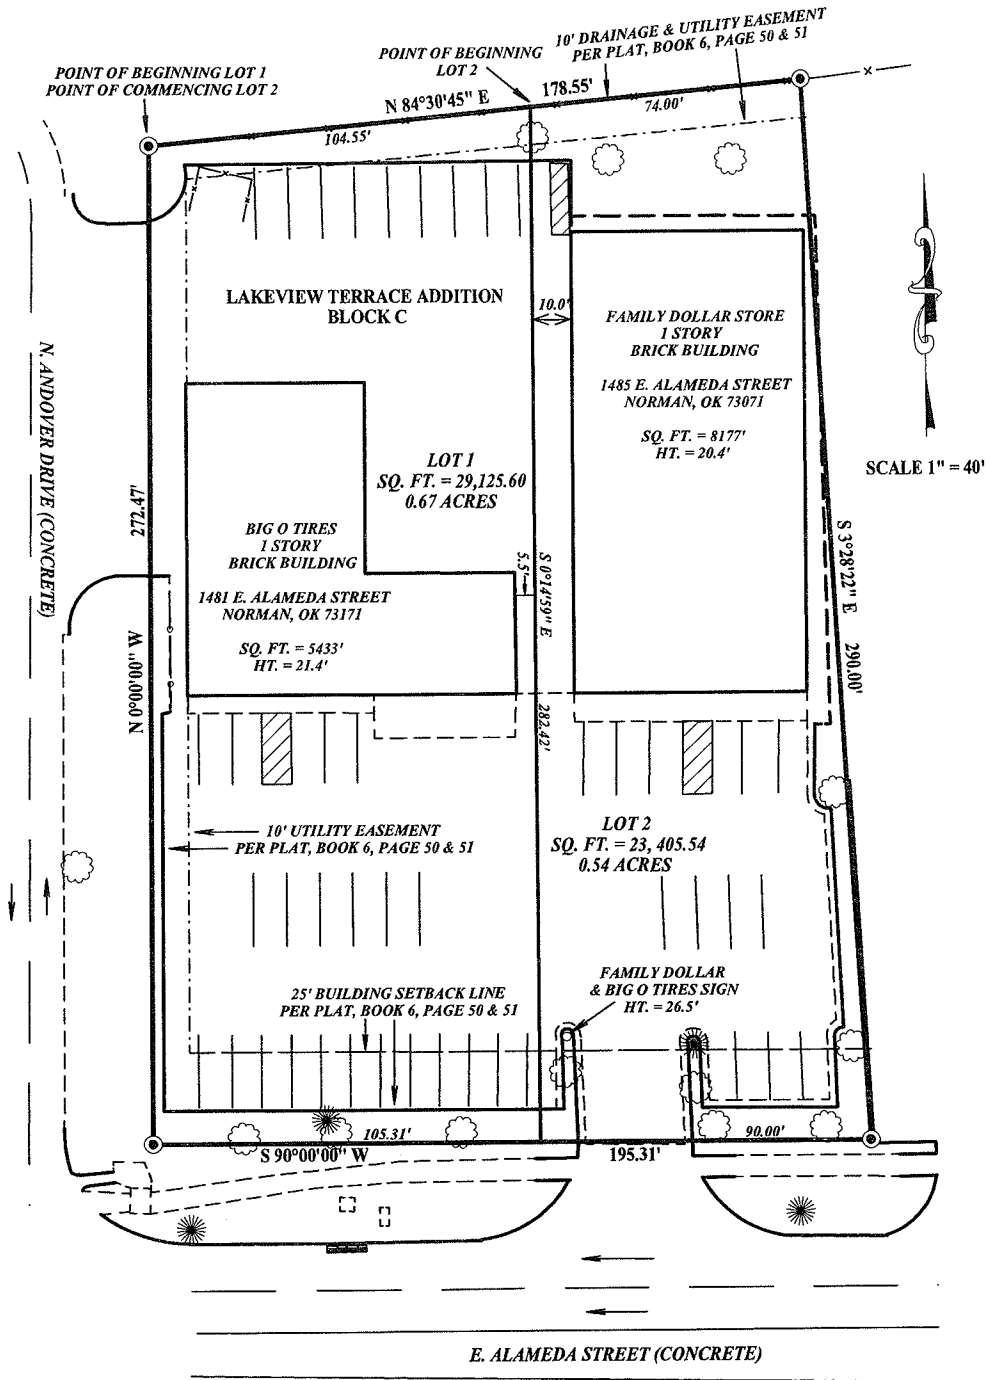 10' DRAINAGE & UTILITY EASEMENT
PER PLAT, BOOK 6, PAGE 50 & 51
POINT OF BEGINNING
LOT 2
POINT OF BEGINNING LOT 1
POINT OF COMMENCING LOT 2
N 84°30'45" E
178.55'
104.55'
74.00'
LAKEVIEW TERRACE ADDITION
BLOCK C
10.0'
FAMILY DOLLAR STORE
1 STORY
BRICK BUILDING
1485 E. ALAMEDA STREET
NORMAN, OK 73071
SQ. FT. = 8177'
HT. = 20.4'
SCALE 1" = 40'
N. ANDOVER DRIVE (CONCRETE)
272.47'
N 0°00'00" W
LOT 1
SQ. FT. = 29,125.60
0.67 ACRES
BIG O TIRES
1 STORY
BRICK BUILDING
1481 E. ALAMEDA STREET
NORMAN, OK 73171
SQ. FT. = 5433'
HT. = 21.4'
5.5'
S 0°14'59" E
282.42'
S 3°28'22" E
290.00'
10' UTILITY EASEMENT
PER PLAT, BOOK 6, PAGE 50 & 51
LOT 2
SQ. FT. = 23, 405.54
0.54 ACRES
25' BUILDING SETBACK LINE
PER PLAT, BOOK 6, PAGE 50 & 51
FAMILY DOLLAR
& BIG O TIRES SIGN
HT. = 26.5'
105.31'
90.00'
S 90°00'00" W
195.31'
E. ALAMEDA STREET (CONCRETE)